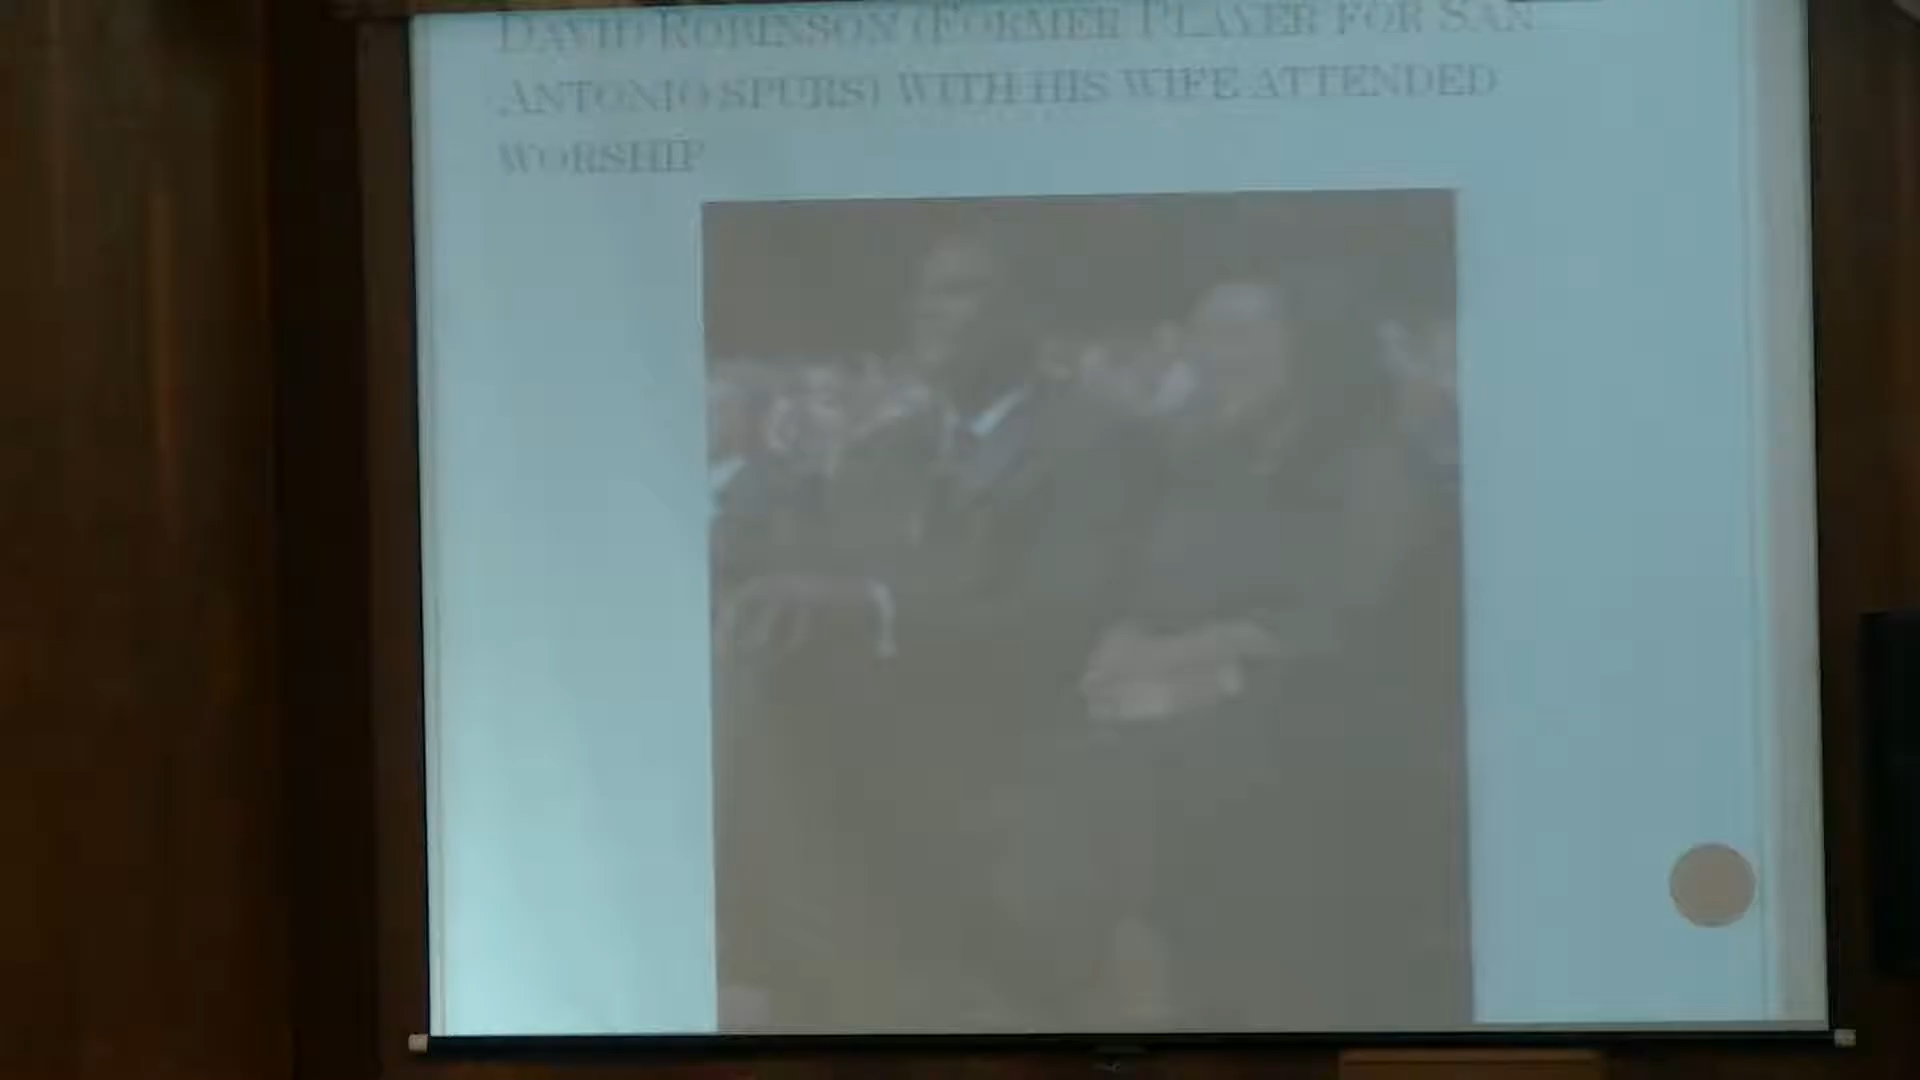 DAVID ROBINSON (FORMER PLAYER FOR SAN
ANTONIO SPURS) WITH HIS WIFE ATTENDED
WORSHIP